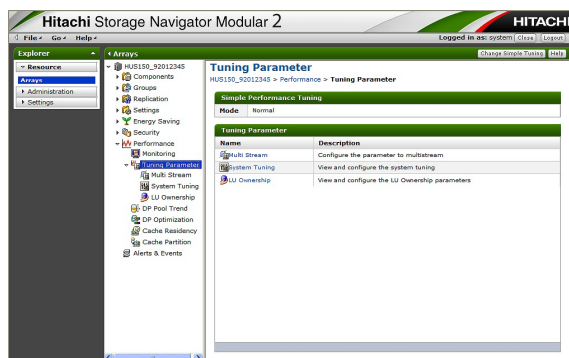 Hitachi Storage Navigator Modular 2
HITACHI
File Go Help
Logged in as: system Close Logout
Explorer
Arrays
Change Simple Tuning Help
Resource
Arrays
Administration
Settings
HUS150_92012345
Components
Groups
Replication
Settings
Energy Saving
Security
Performance
Monitoring
Tuning Parameter
Multi Stream
System Tuning
LU Ownership
DP Pool Trend
DP Optimization
Cache Residency
Cache Partition
Alerts & Events
Tuning Parameter
HUS150_92012345 > Performance > Tuning Parameter
Simple Performance Tuning
Mode Normal
Tuning Parameter
Name Description
Multi Stream Configure the parameter to multistream
System Tuning View and configure the system tuning
LU Ownership View and configure the LU Ownership parameters